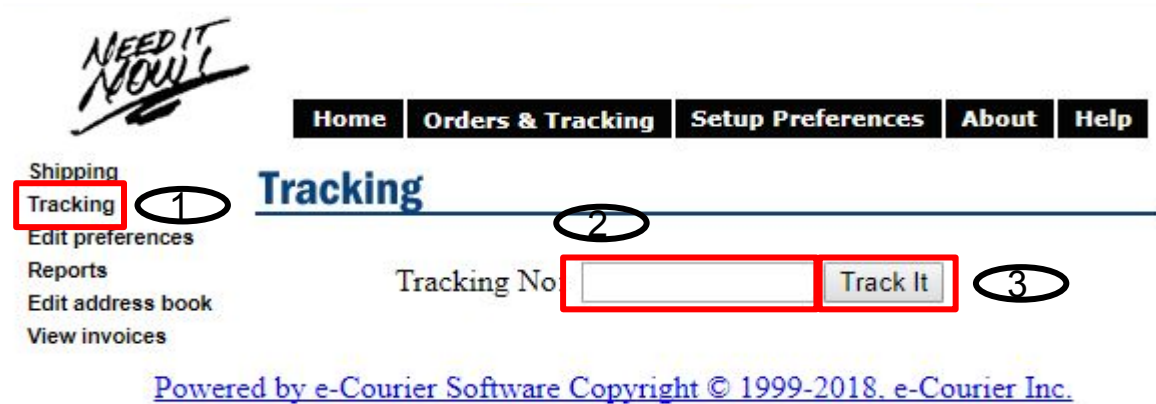 NEED IT
NOW!
Home Orders & Tracking Setup Preferences About Help
Shipping
Tracking 1
Edit preferences
Reports
Edit address book
View invoices
Tracking
2
Tracking No: Track It 3
Powered by e-Courier Software Copyright © 1999-2018, e-Courier Inc.